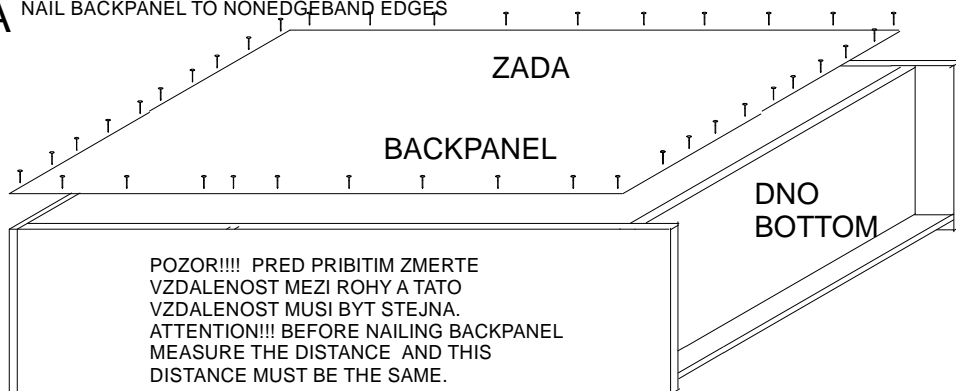 A
NAIL BACKPANEL TO NONEDGEBAND EDGES
ZADA
BACKPANEL
DNO
BOTTOM
POZOR!!!! PRED PRIBITIM ZMERTE
VZDALENOST MEZI ROHY A TATO
VZDALENOST MUSI BYT STEJNA.
ATTENTION!!! BEFORE NAILING BACKPANEL
MEASURE THE DISTANCE AND THIS
DISTANCE MUST BE THE SAME.